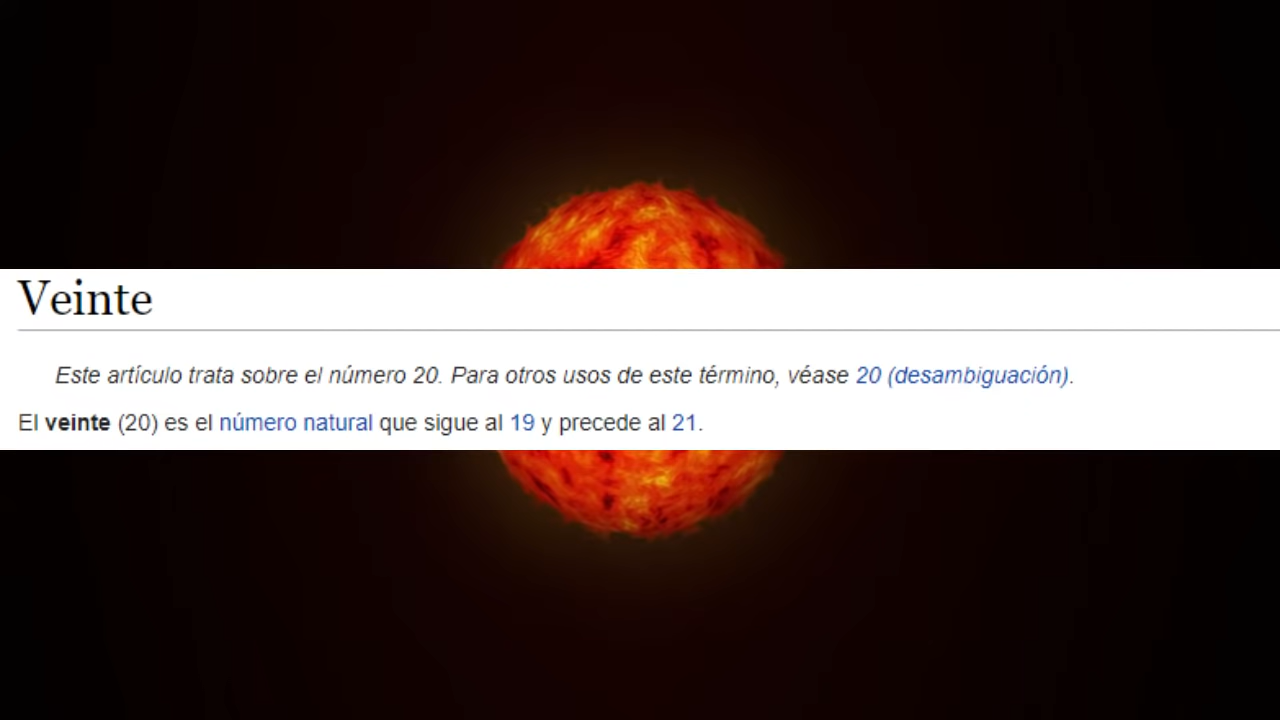 Veinte
Este artículo trata sobre el número 20. Para otros usos de este término, véase 20 (desambiguación).
El veinte (20) es el número natural que sigue al 19 y precede al 21.